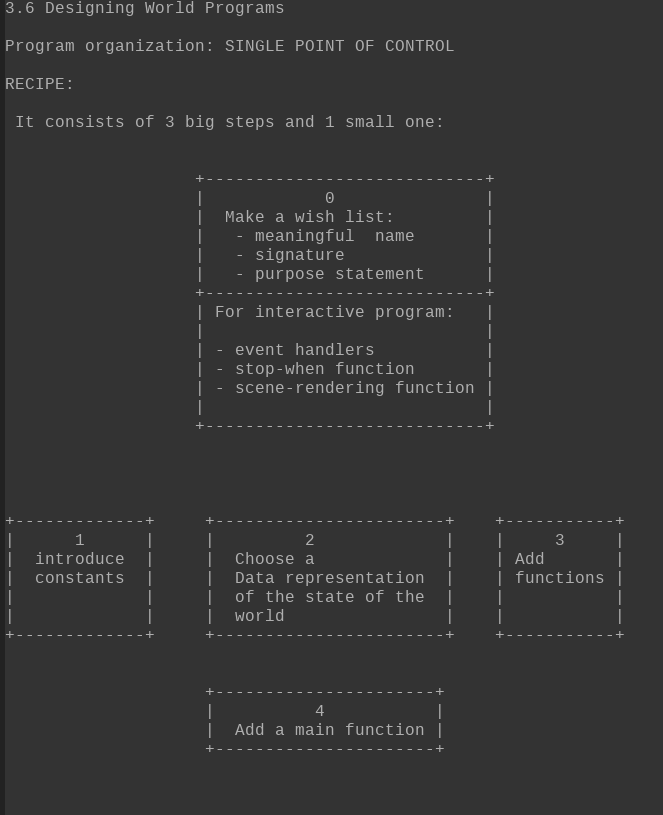 3.6 Designing World Programs
Program organization: SINGLE POINT OF CONTROL
RECIPE:
It consists of 3 big steps and 1 small one:
0
Make a wish list:
- meaningful  name
- signature
- purpose statement
For interactive program:
- event handlers
- stop-when function
- scene-rendering function
1
introduce
constants
2
Choose a
Data representation
of the state of the
world
3
Add
functions
4
Add a main function